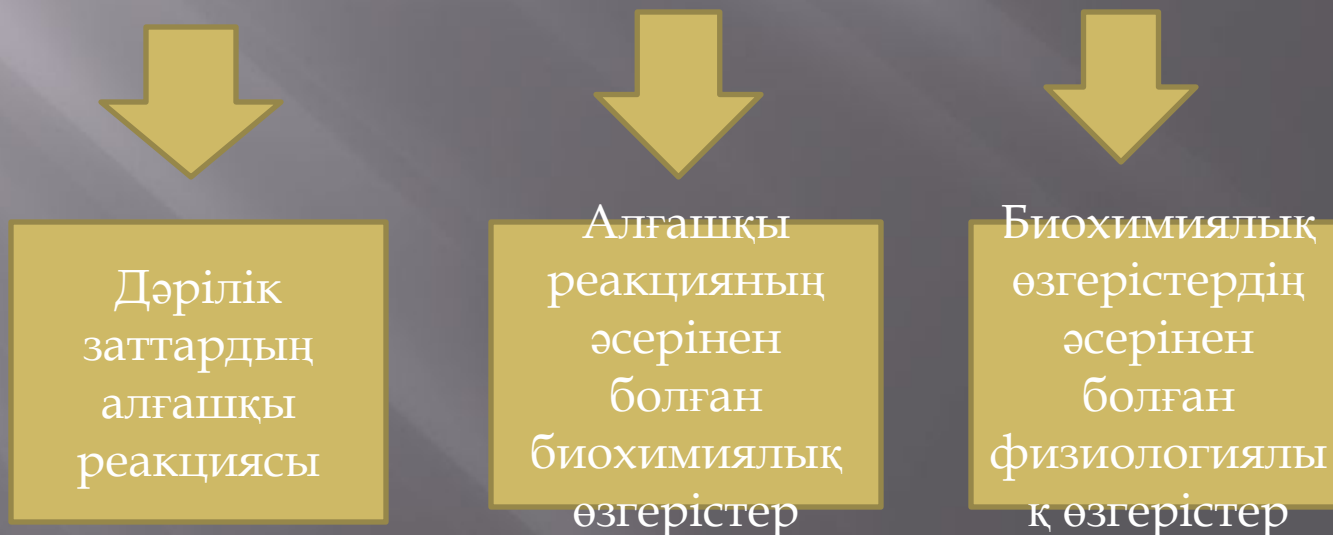 Дәрілік
заттардың
алғашқы
реакциясы
Алғашқы
реакцияның
әсерінен
болған
биохимиялық
өзгерістер
Биохимиялық
өзгерістердің
әсерінен
болған
физиологиялы
қ өзгерістер